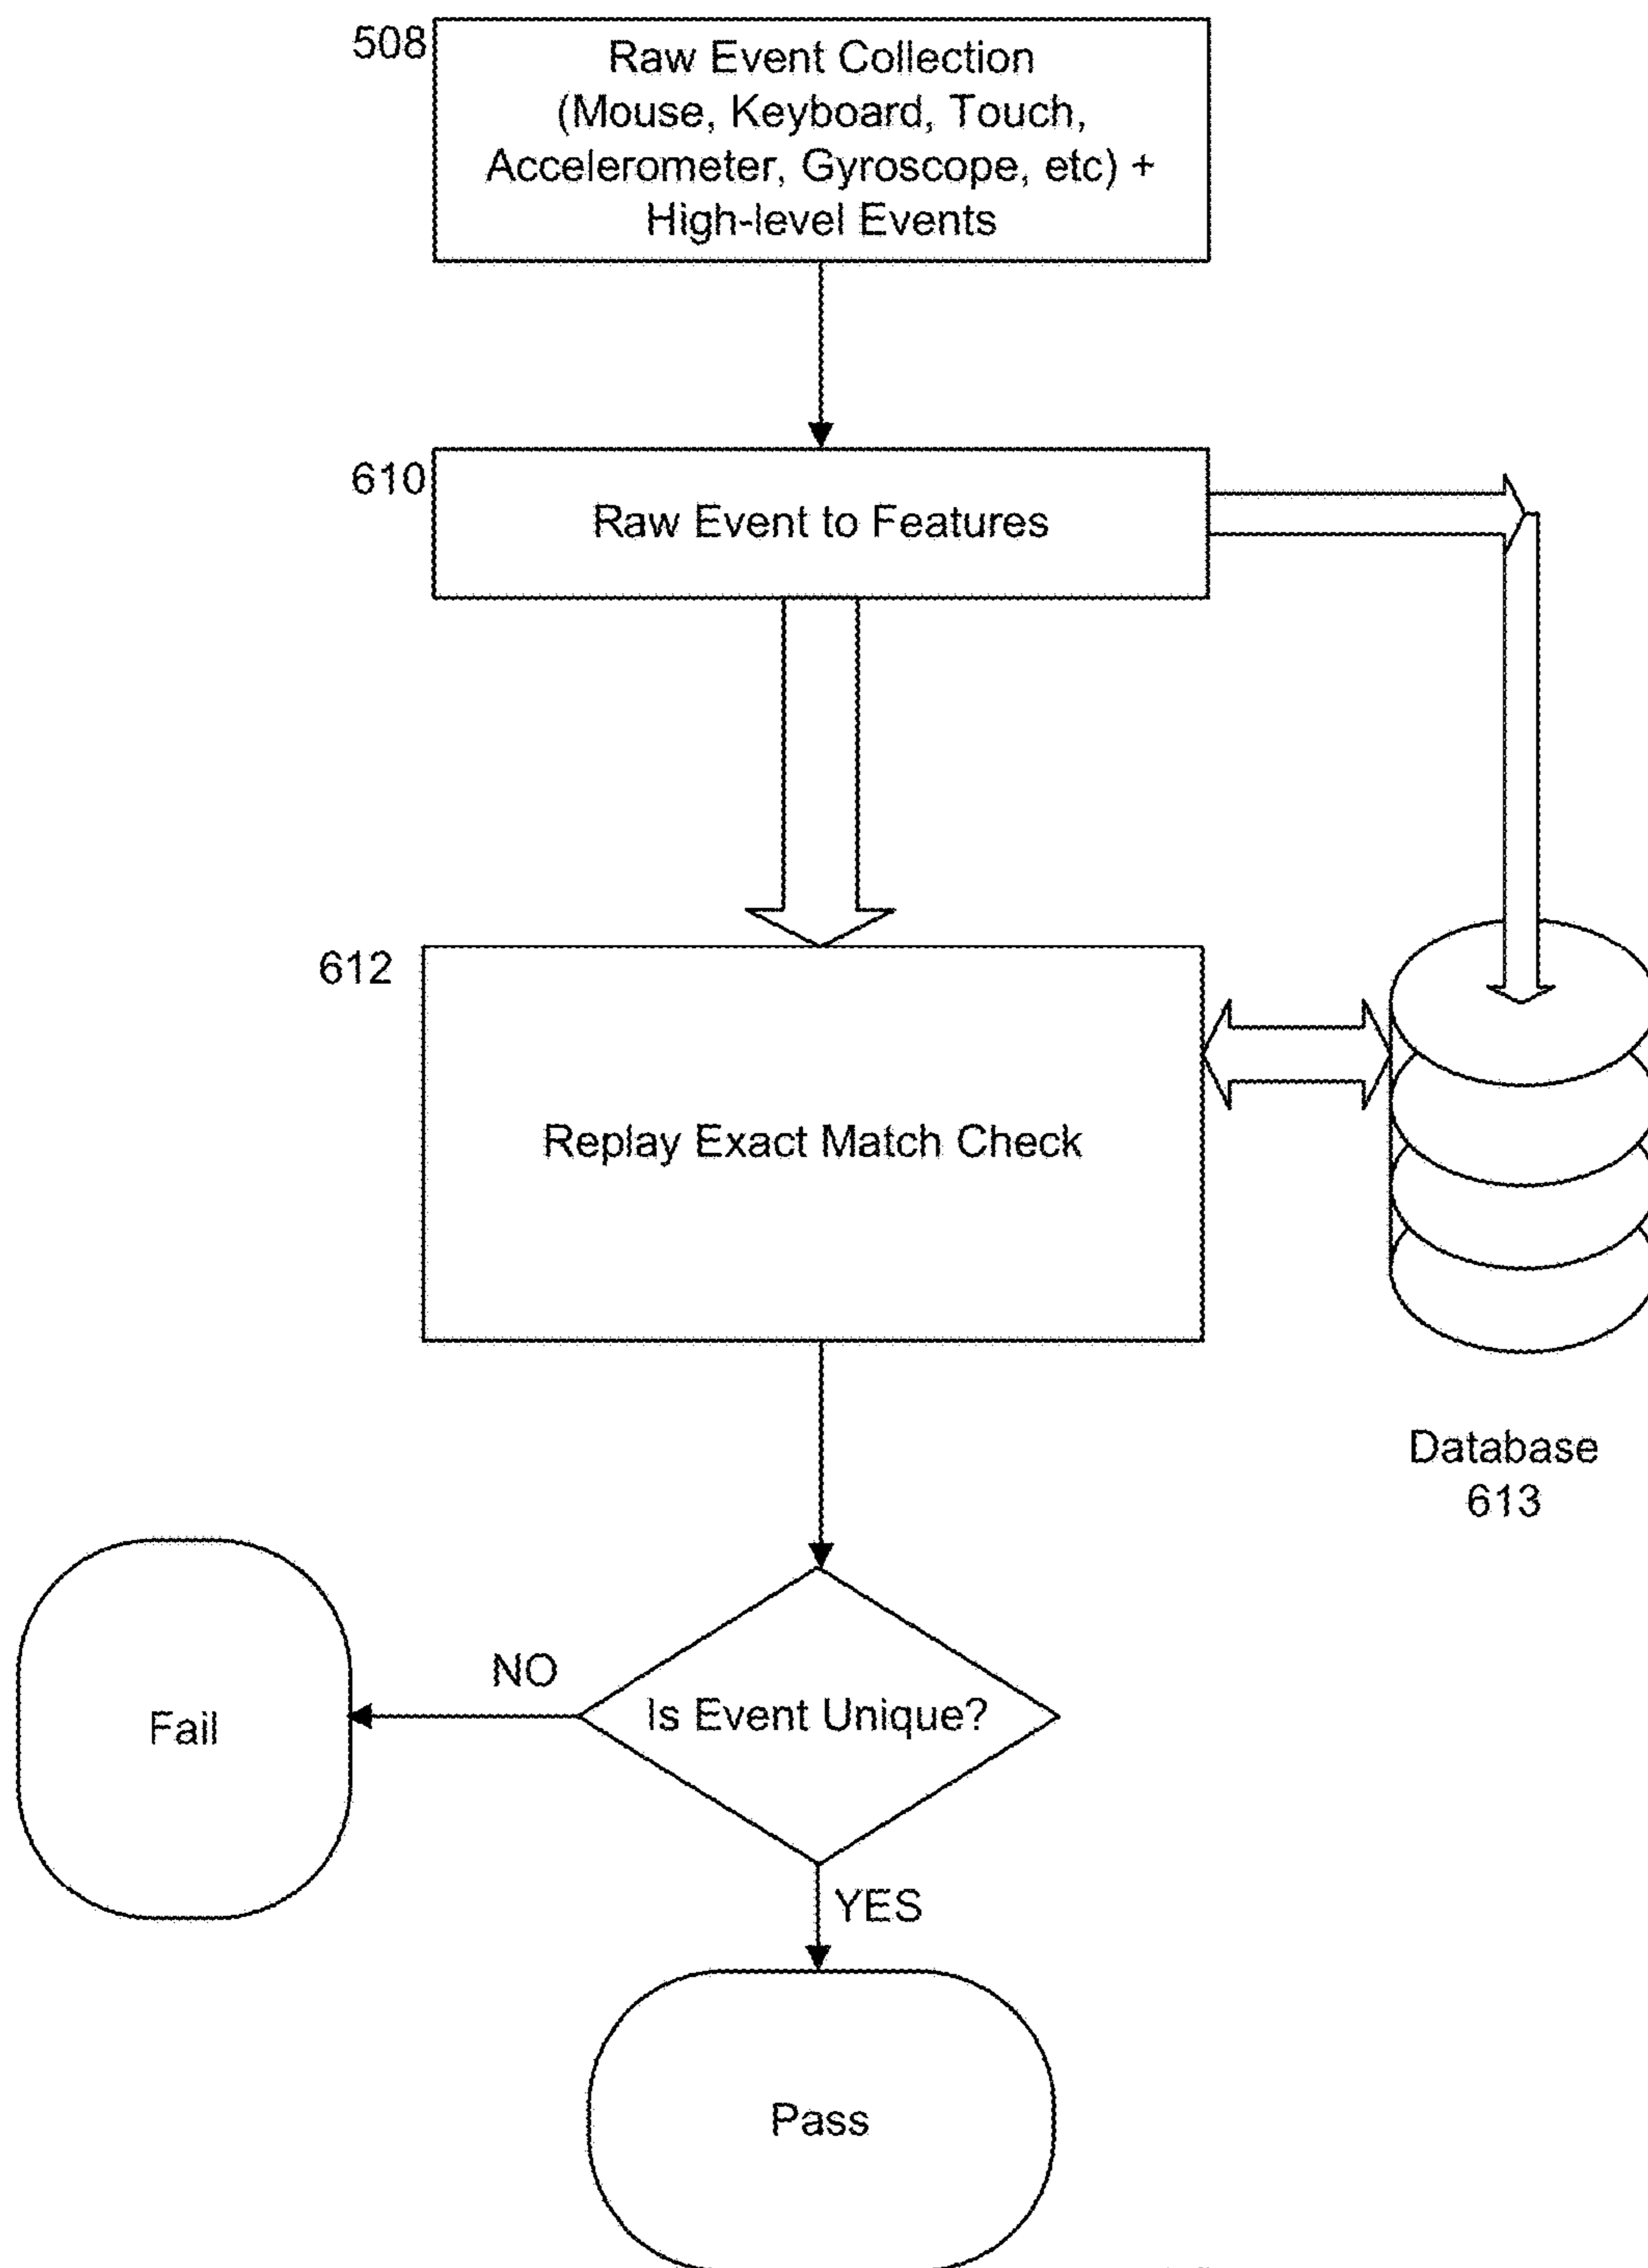 508
Raw Event Collection
(Mouse, Keyboard, Touch,
Accelerometer, Gyroscope, etc) +
High-level Events
610
Raw Event to Features
612
Replay Exact Match Check
Database
613
NO
Is Event Unique?
Fail
YES
Pass